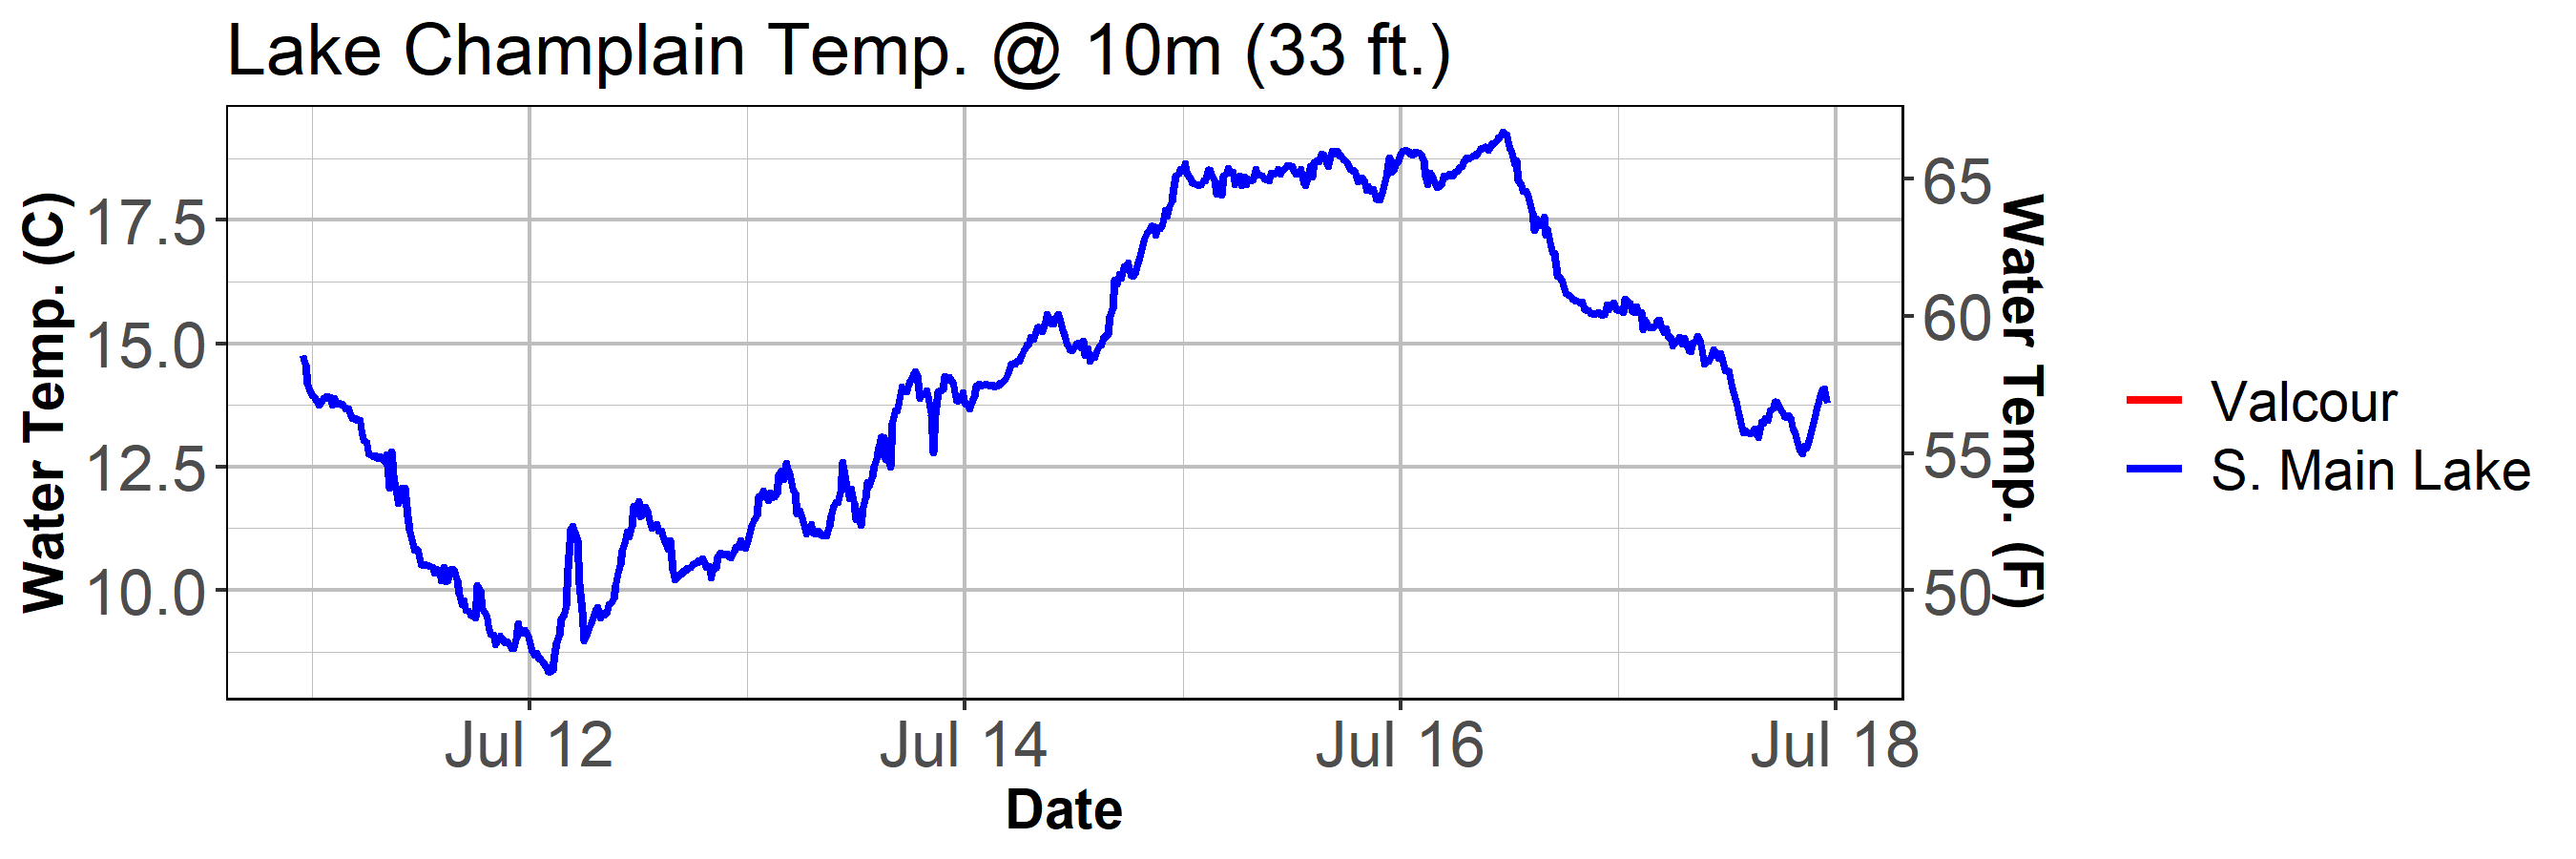 Lake Champlain Temp. @ 10m (33 ft.)
Water Temp. (C)
17.5
15.0
12.5
10.0
65
60
55
50
Water Temp. (F)
Valcour
S. Main Lake
Jul 12
Jul 14
Jul 16
Jul 18
Date